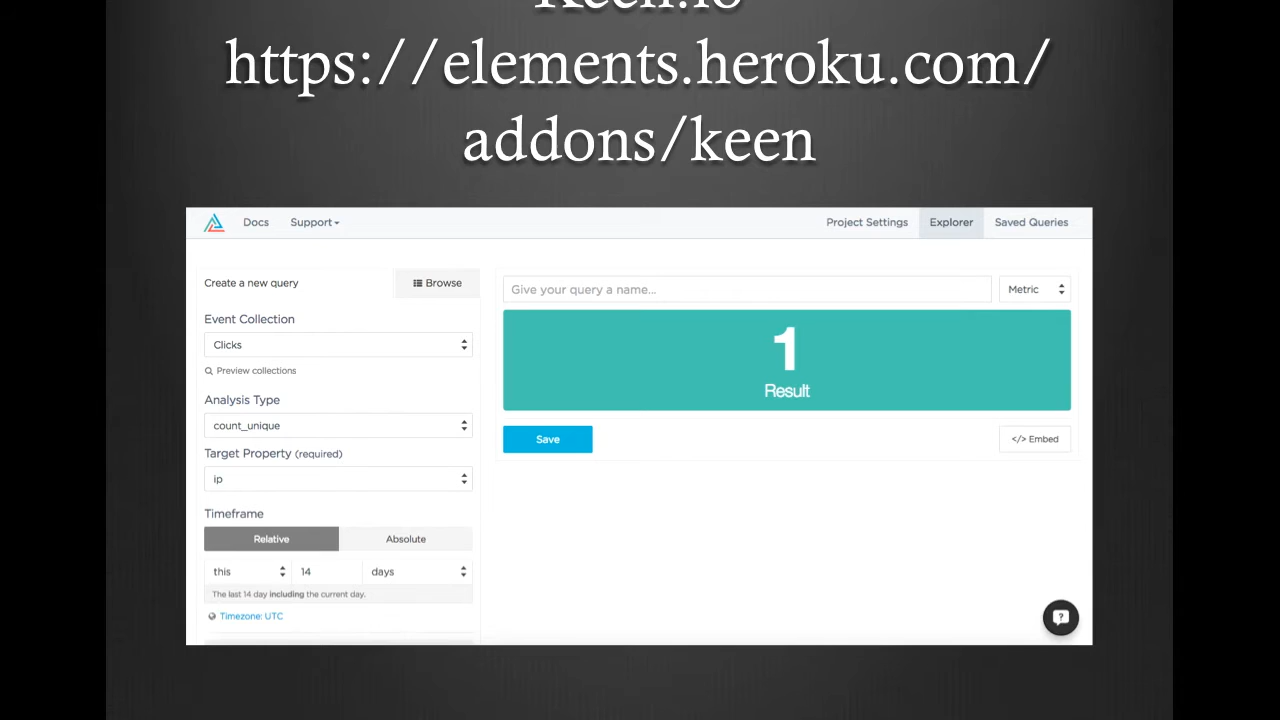 Keen.io
https://elements.heroku.com/
addons/keen
Docs Support Project Settings Explorer Saved Queries
Create a new query Browse
Give your query a name... Metric
Event Collection
Clicks
Preview collections
1
Result
Analysis Type
count_unique
Save </> Embed
Target Property (required)
ip
Timeframe
Relative Absolute
this 14 days
The last 14 day including the current day.
Timezone: UTC